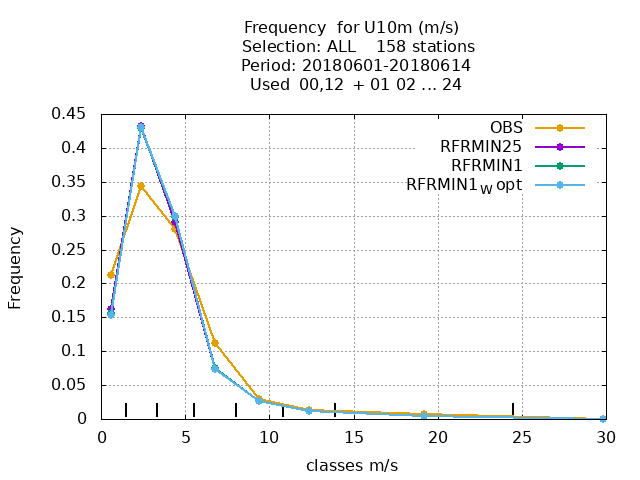 Frequency for U10m (m/s)
Selection: ALL 158 stations
Period: 20180601-20180614
Used 00,12 + 01 02 ... 24
0.45
0.4
0.35
0.3
0.25
0.2
0.15
0.1
0.05
0
Frequency
OBS
RFRMIN25
RFRMIN1
RFRMIN1w opt
0 5 10 15 20 25 30
classes m/s